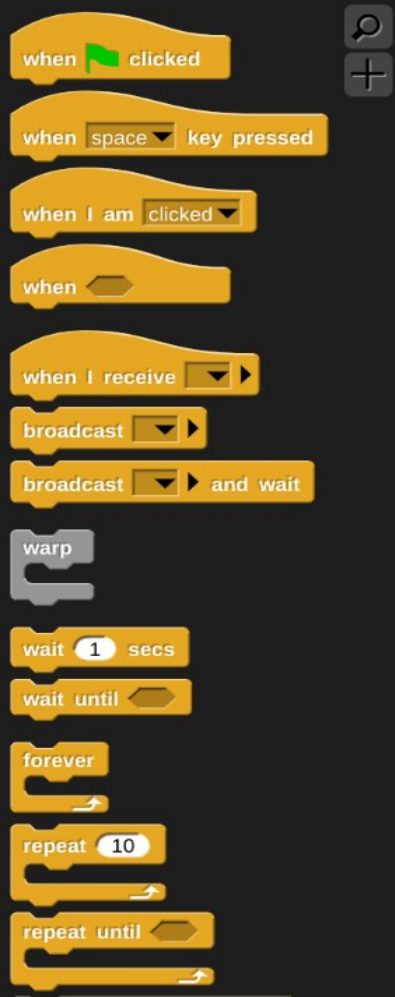 when clicked
when space key pressed
when I am clicked
when
when I receive
broadcast
broadcast and wait
warp
wait 1 secs
wait until
forever
repeat 10
repeat until